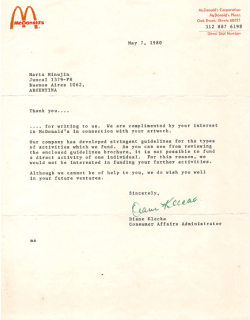 McDonald's
McDonald's Corporation
McDonald's Plaza
Oak Brook, Illinois 60521
312 887 6198
Direct Dial Number
May 7, 1980
Marta Minujin
Juncal 1379-P8
Buenos Aires 1062,
ARGENTINA
Thank you....
.... for writing to us. We are complimented by your interest
in McDonald's in connection with your artwork.
Our company has developed stringent guidelines for the types
of activities which we fund. As you can see from reviewing
the enclosed guidelines brochure, it is not possible to fund
a direct activity of one individual. For this reason, we
would not be interested in funding your further activities.
Although we cannot be of help to you, we do wish you well
in your future ventures.
Sincerely,
Diane Klecka
Diane Klecka
Consumer Affairs Administrator